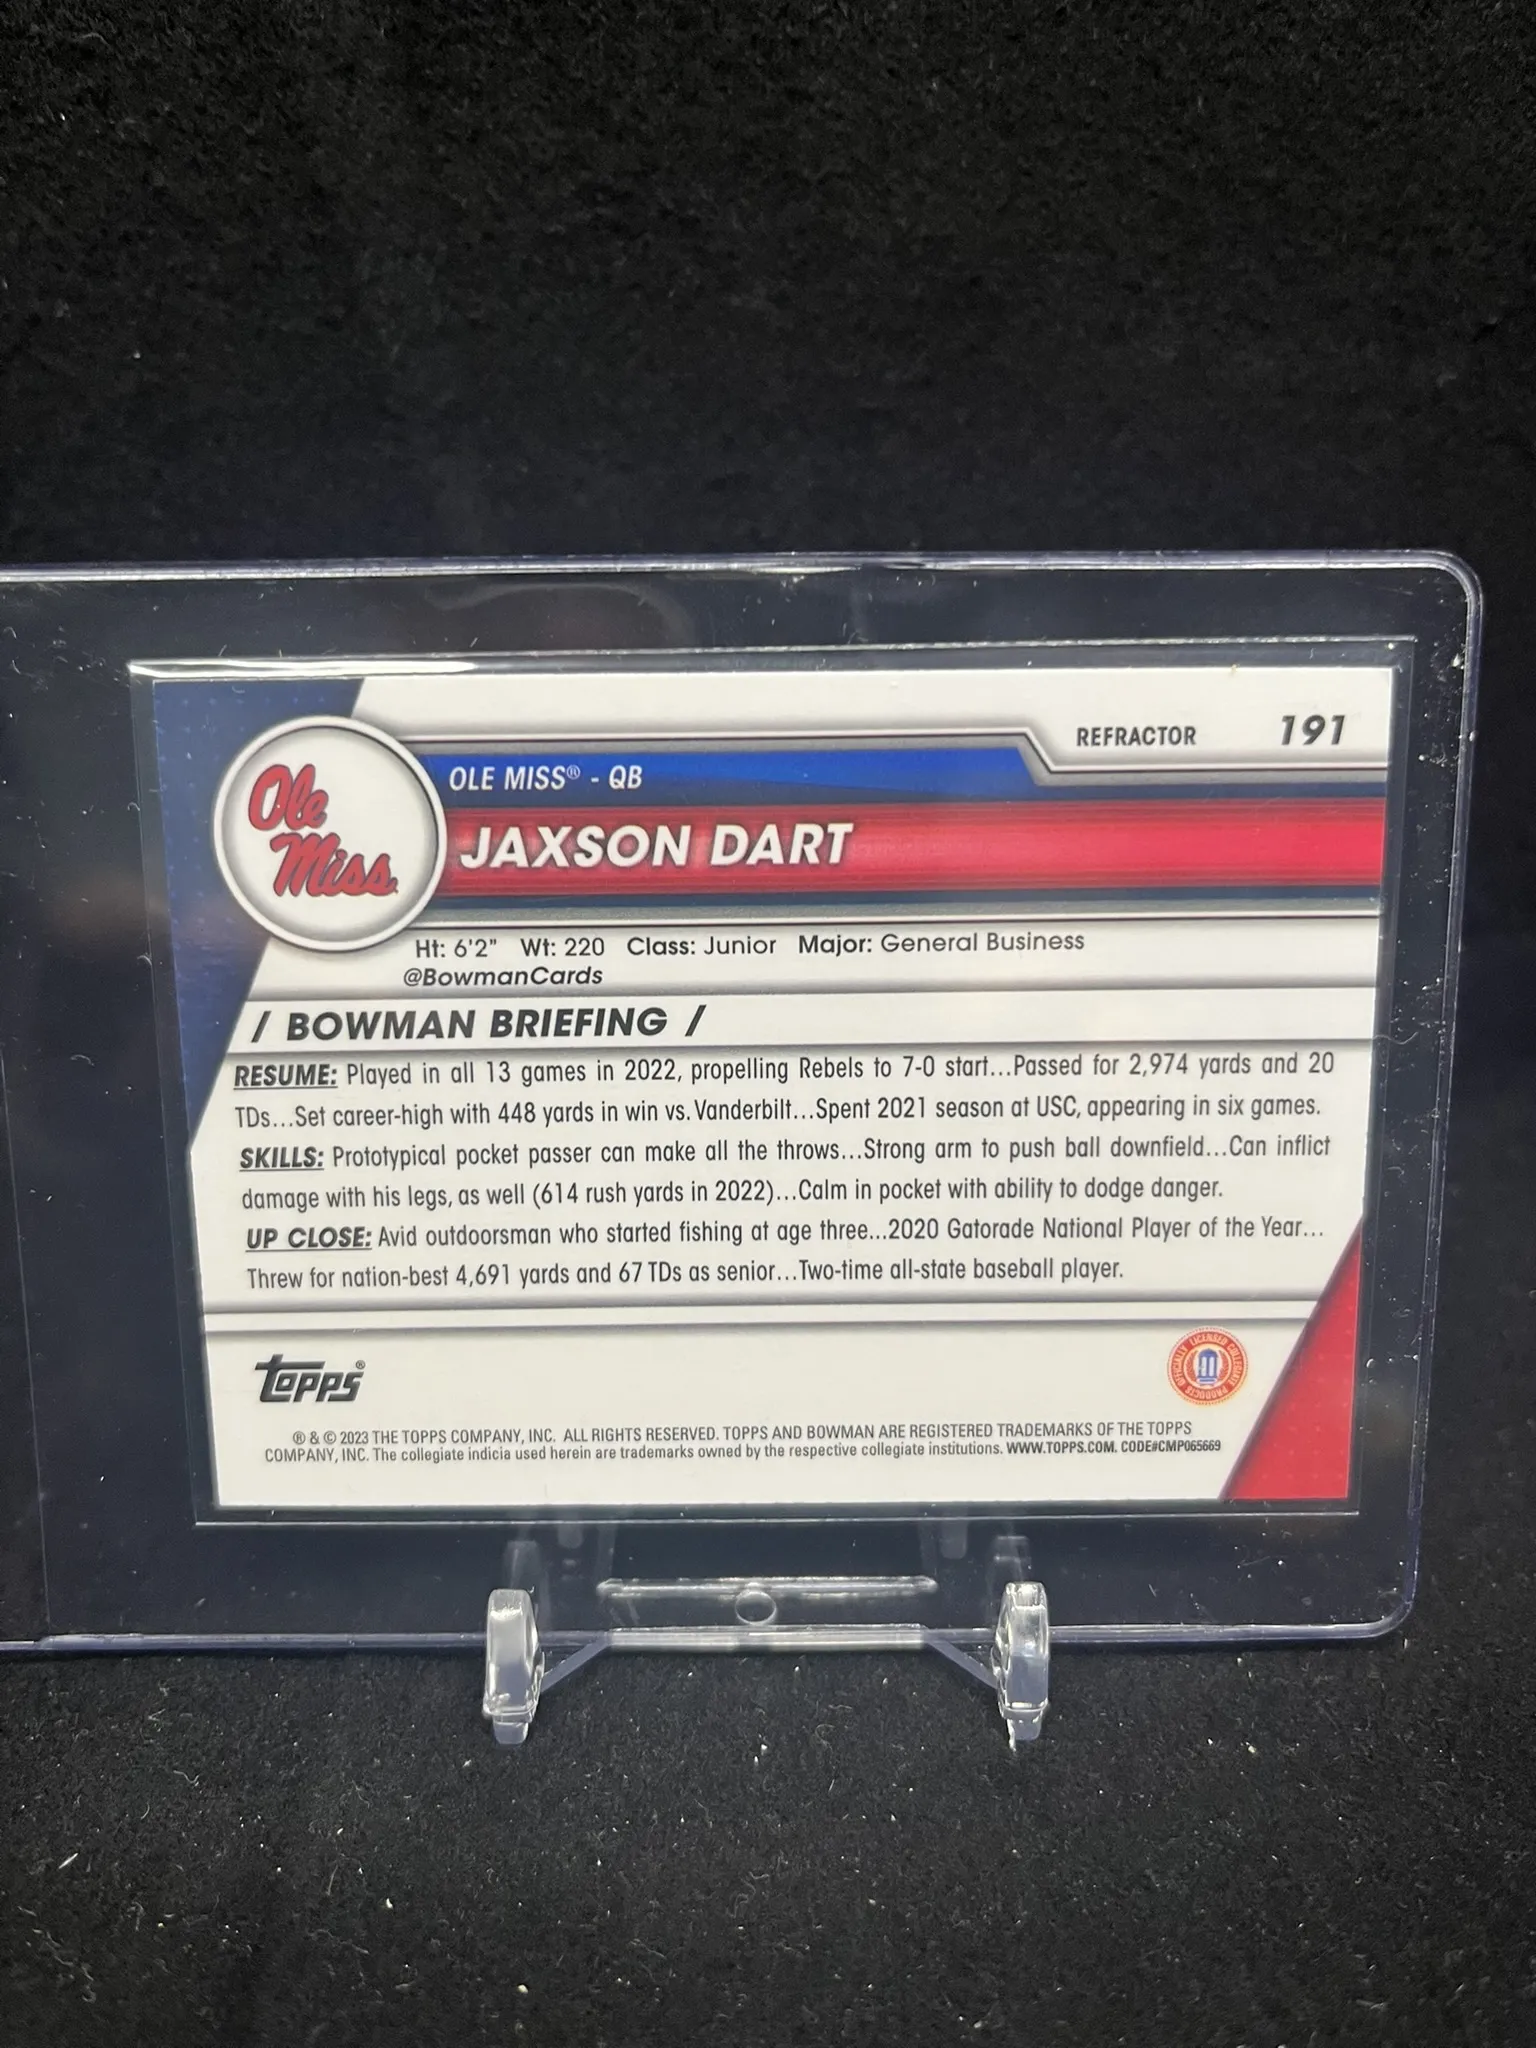 REFRACTOR 191
Ole
Miss
OLE MISS® - QB
JAXSON DART
Ht: 6'2" Wt: 220 Class: Junior Major: General Business
@BowmanCards
/ BOWMAN BRIEFING /
RESUME: Played in all 13 games in 2022, propelling Rebels to 7-0 start...Passed for 2,974 yards and 20
TDs...Set career-high with 448 yards in win vs. Vanderbilt...Spent 2021 season at USC, appearing in six games.
SKILLS: Prototypical pocket passer can make all the throws...Strong arm to push ball downfield...Can inflict
damage with his legs, as well (614 rush yards in 2022)...Calm in pocket with ability to dodge danger.
UP CLOSE: Avid outdoorsman who started fishing at age three...2020 Gatorade National Player of the Year...
Threw for nation-best 4,691 yards and 67 TDs as senior...Two-time all-state baseball player.
Topps®
OFFICIALLY LICENSED COLLEGIATE PRODUCTS
® & © 2023 THE TOPPS COMPANY, INC. ALL RIGHTS RESERVED. TOPPS AND BOWMAN ARE REGISTERED TRADEMARKS OF THE TOPPS
COMPANY, INC. The collegiate indicia used herein are trademarks owned by the respective collegiate institutions. WWW.TOPPS.COM. CODE#CMP065669